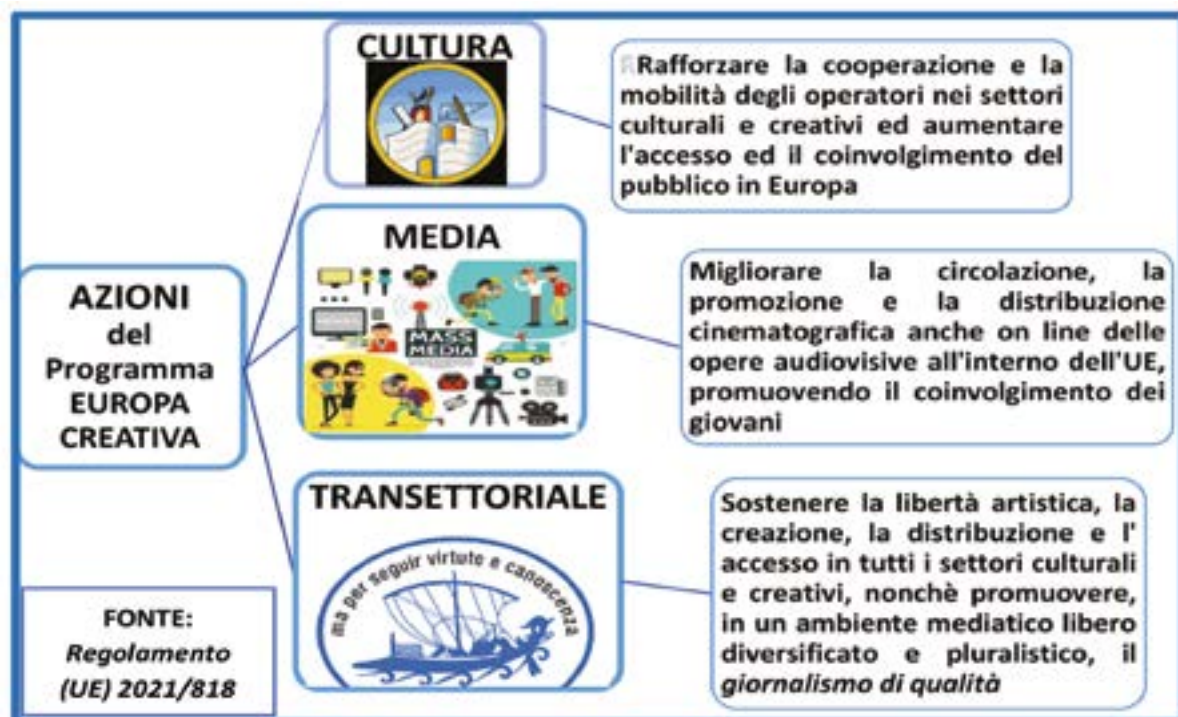 CULTURA
Rafforzare la cooperazione e la
mobilità degli operatori nei settori
culturali e creativi ed aumentare
l'accesso ed il coinvolgimento del
pubblico in Europa
AZIONI
del
Programma
EUROPA
CREATIVA
MEDIA
MASS
MEDIA
Migliorare la circolazione, la
promozione e la distribuzione
cinematografica anche on line delle
opere audiovisive all'interno dell'UE,
promuovendo il coinvolgimento dei
giovani
TRANSETTORIALE
ma per seguir virtute e canoscenza
Sostenere la libertà artistica, la
creazione, la distribuzione e l'
accesso in tutti i settori culturali
e creativi, nonchè promuovere,
in un ambiente mediatico libero
diversificato e pluralistico, il
giornalismo di qualità
FONTE:
Regolamento
(UE) 2021/818